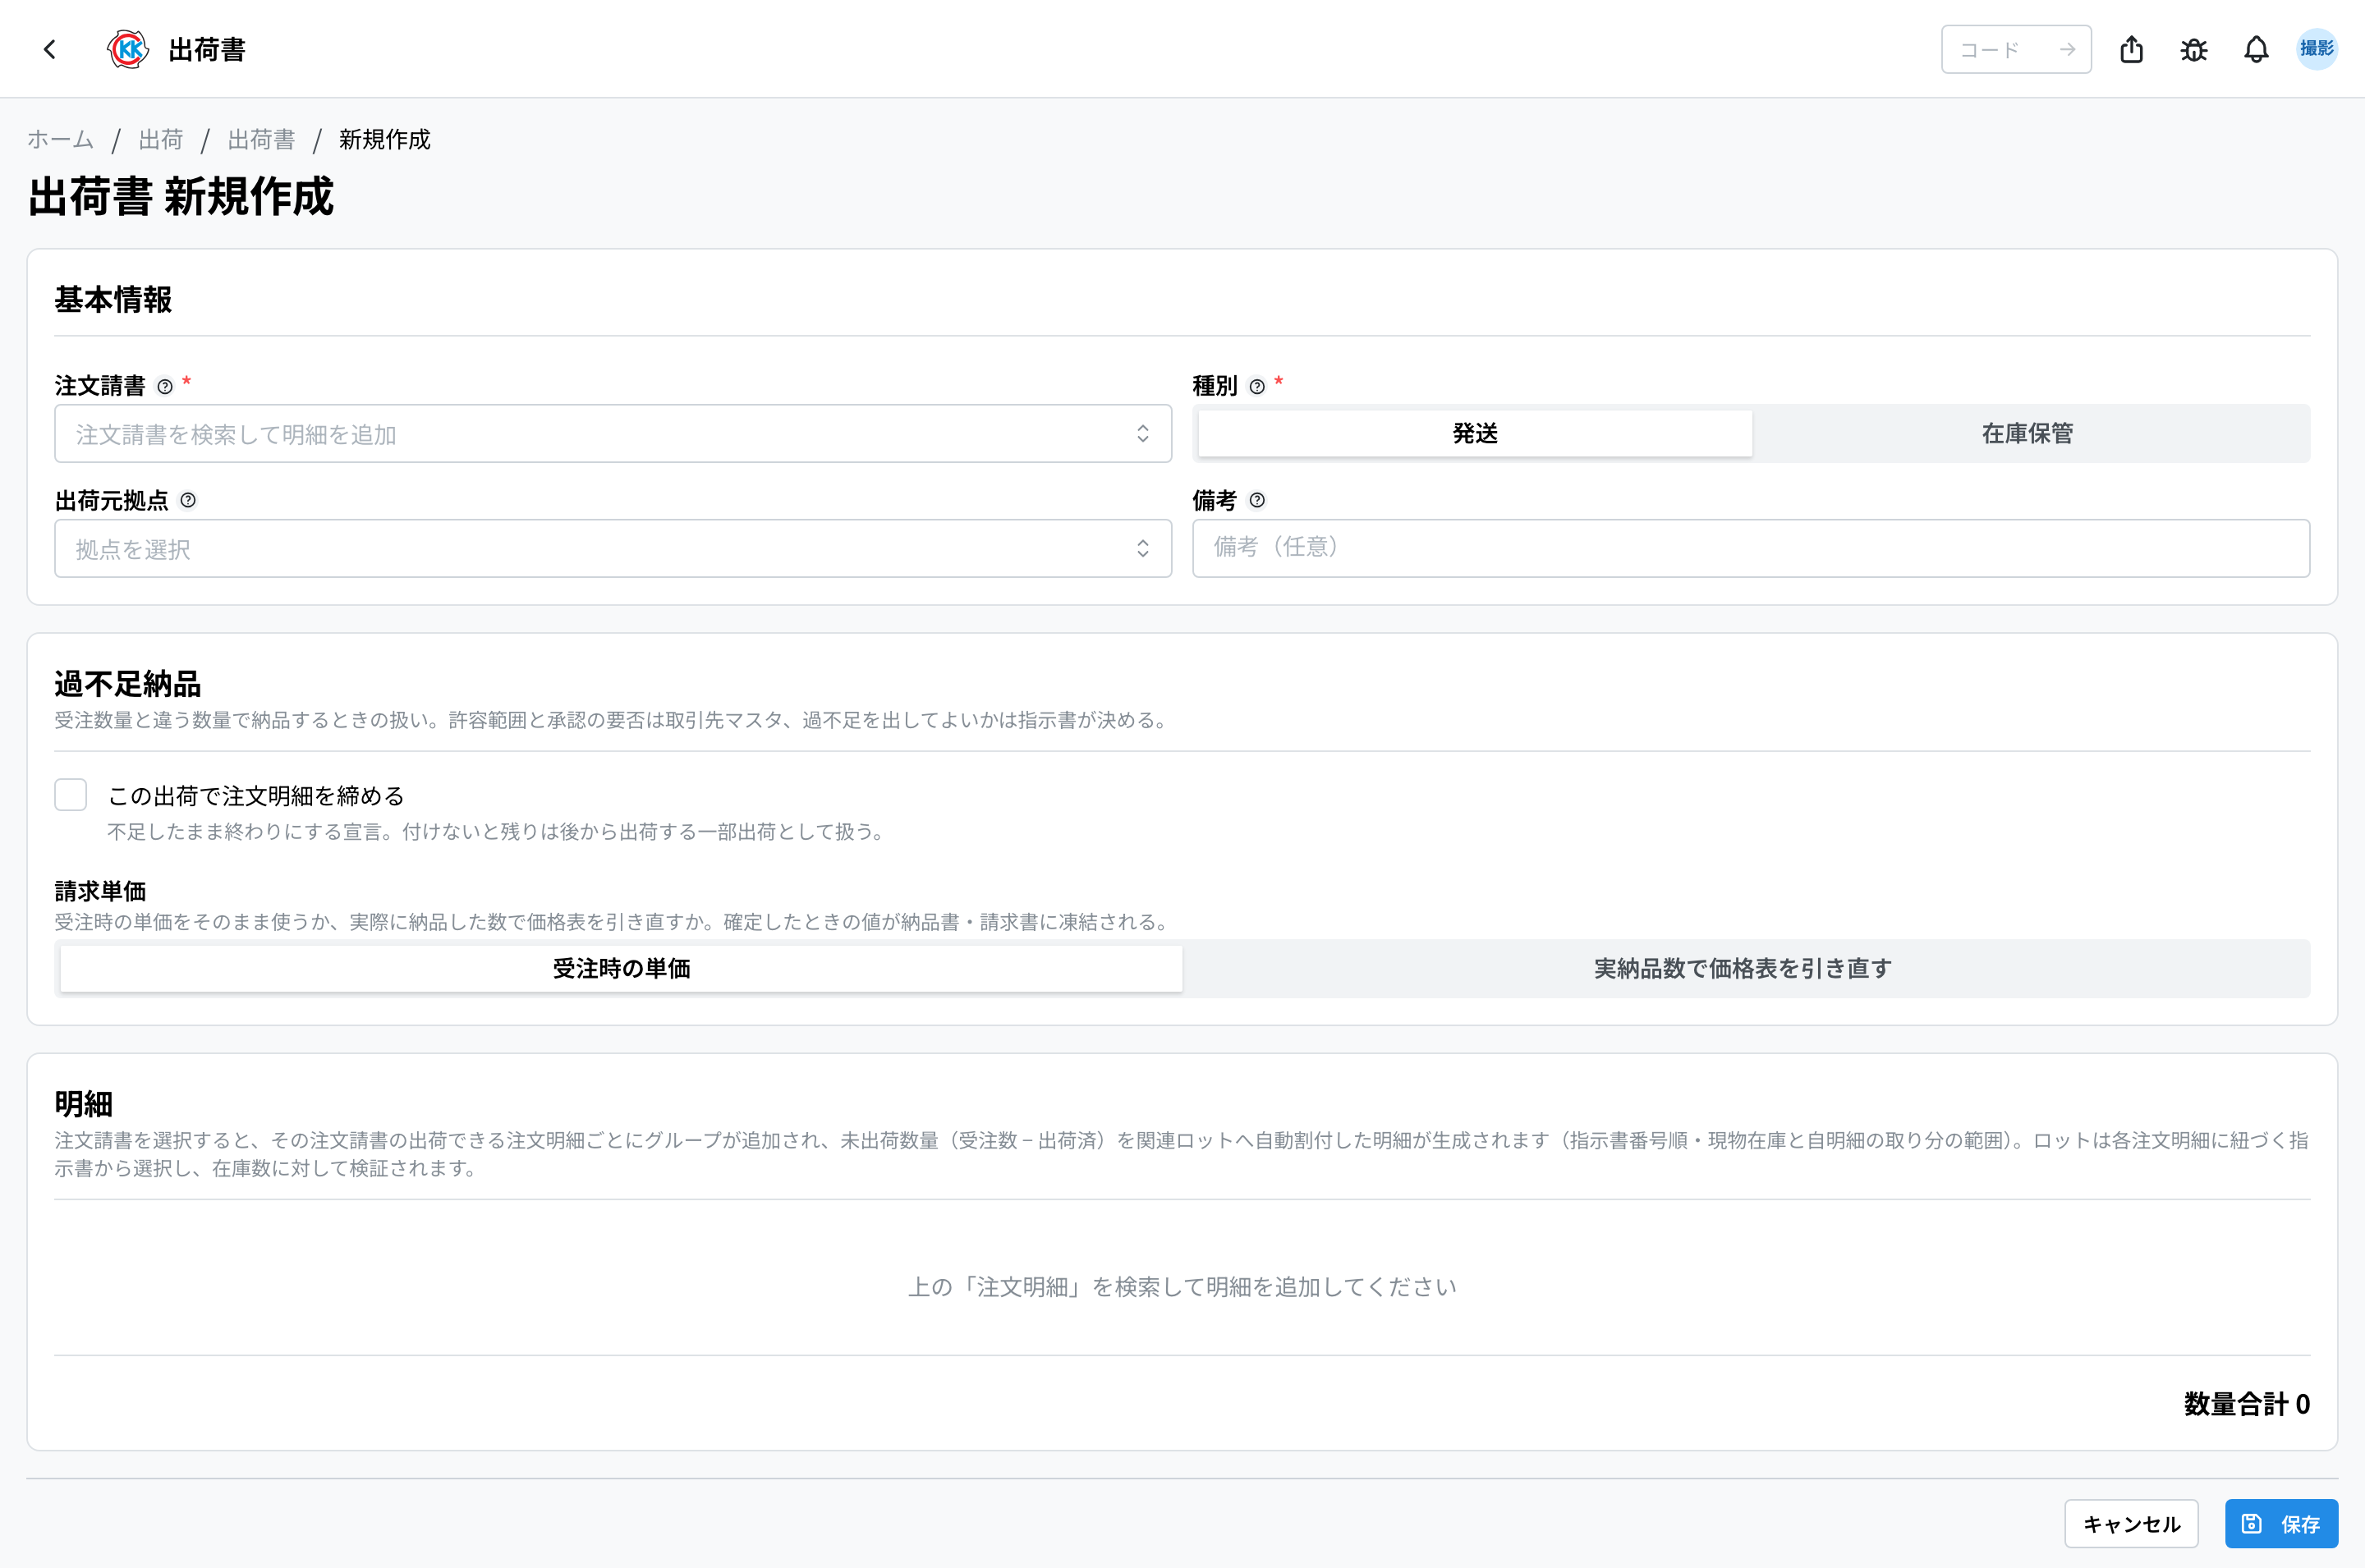 KK 出荷書 コード 撮影
ホーム / 出荷 / 出荷書 / 新規作成
出荷書 新規作成
基本情報
注文請書 ? * 種別 ? *
注文請書を検索して明細を追加 発送 在庫保管
出荷元拠点 ? 備考 ?
拠点を選択 備考（任意）
過不足納品
受注数量と違う数量で納品するときの扱い。許容範囲と承認の要否は取引先マスタ、過不足を出してよいかは指示書が決める。
この出荷で注文明細を締める
不足したまま終わりにする宣言。付けないと残りは後から出荷する一部出荷として扱う。
請求単価
受注時の単価をそのまま使うか、実際に納品した数で価格表を引き直すか。確定したときの値が納品書・請求書に凍結される。
受注時の単価 実納品数で価格表を引き直す
明細
注文請書を選択すると、その注文請書の出荷できる注文明細ごとにグループが追加され、未出荷数量（受注数 − 出荷済）を関連ロットへ自動割付した明細が生成されます（指示書番号順・現物在庫と自明細の取り分の範囲）。ロットは各注文明細に紐づく指
示書から選択し、在庫数に対して検証されます。
上の「注文明細」を検索して明細を追加してください
数量合計 0
キャンセル 保存